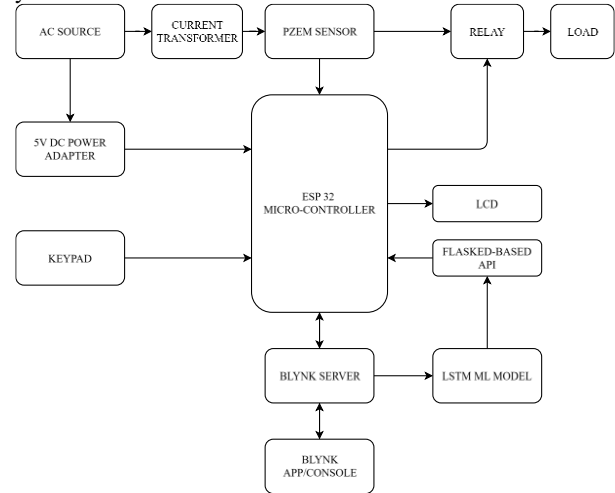 AC SOURCE
CURRENT
TRANSFORMER
PZEM SENSOR
RELAY
LOAD
5V DC POWER
ADAPTER
ESP 32
MICRO-CONTROLLER
LCD
KEYPAD
FLASKED-BASED
API
BLYNK SERVER
LSTM ML MODEL
BLYNK
APP/CONSOLE